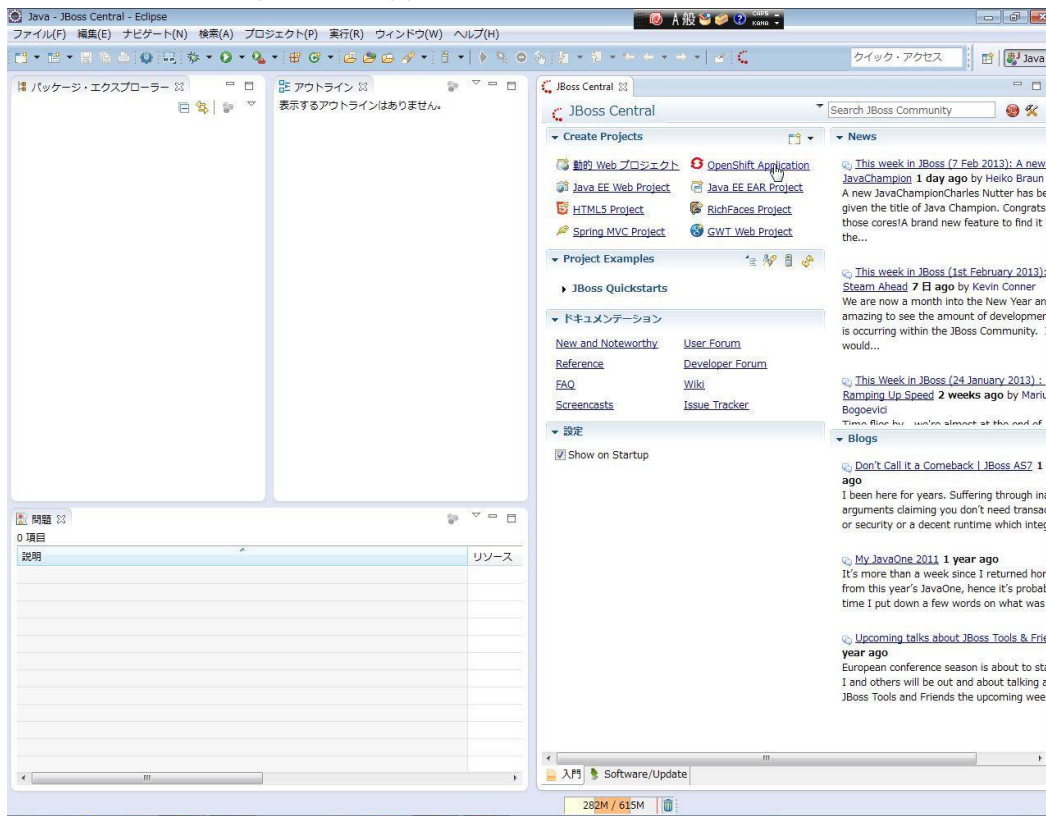 Java - JBoss Central - Eclipse
A 般
CAPS
KANA
ファイル(F) 編集(E) ナビゲート(N) 検索(A) プロジェクト(P) 実行(R) ウィンドウ(W) ヘルプ(H)
クイック・アクセス
Java
パッケージ・エクスプローラー
アウトライン
表示するアウトラインはありません。
JBoss Central
JBoss Central
Search JBoss Community
Create Projects
動的 Web プロジェクト
OpenShift Application
Java EE Web Project
Java EE EAR Project
HTML5 Project
RichFaces Project
Spring MVC Project
GWT Web Project
Project Examples
JBoss Quickstarts
ドキュメンテーション
New and Noteworthy
User Forum
Reference
Developer Forum
FAQ
Wiki
Screencasts
Issue Tracker
設定
Show on Startup
News
This week in JBoss (7 Feb 2013): A new
JavaChampion 1 day ago by Heiko Braun
A new JavaChampionCharles Nutter has be
given the title of Java Champion. Congrats
those cores!A brand new feature to find it
the...
This week in JBoss (1st February 2013):
Steam Ahead 7 日 ago by Kevin Conner
We are now a month into the New Year an
amazing to see the amount of developmer
is occurring within the JBoss Community.
would...
This Week in JBoss (24 January 2013) :
Ramping Up Speed 2 weeks ago by Mariu
Bogoevici
Time flies by... we're almost at the end of
Blogs
Don't Call it a Comeback | JBoss AS7 1
ago
I been here for years. Suffering through ina
arguments claiming you don't need transac
or security or a decent runtime which integ
My JavaOne 2011 1 year ago
It's more than a week since I returned hor
from this year's JavaOne, hence it's probab
time I put down a few words on what was
Upcoming talks about JBoss Tools & Frie
year ago
European conference season is about to sta
I and others will be out and about talking a
JBoss Tools and Friends the upcoming wee
問題
0 項目
説明
リソース
入門
Software/Update
282M / 615M